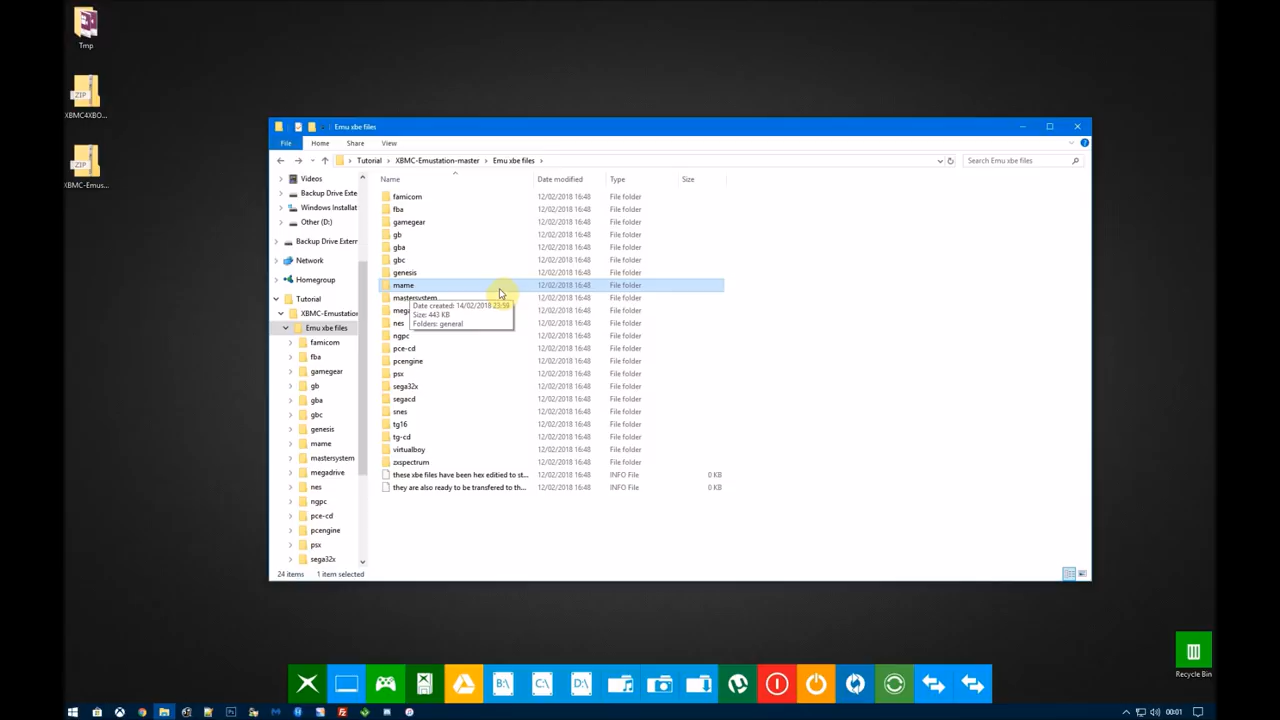 Tmp
ZIP
XBMC4XBO...
ZIP
XBMC-Emus...
Emu xbe files
File Home Share View
Tutorial XBMC-Emustation-master Emu xbe files
Search Emu xbe files
Name Date modified Type Size
Videos
Backup Drive Exte
Windows Installat
Other (D:)
Backup Drive Extern
Network
Homegroup
Tutorial
XBMC-Emustation
Emu xbe files
famicom
fba
gamegear
gb
gba
gbc
genesis
mame
mastersystem
megadrive
nes
ngpc
pce-cd
pcengine
psx
sega32x
famicom 12/02/2018 16:48 File folder
fba 12/02/2018 16:48 File folder
gamegear 12/02/2018 16:48 File folder
gb 12/02/2018 16:48 File folder
gba 12/02/2018 16:48 File folder
gbc 12/02/2018 16:48 File folder
genesis 12/02/2018 16:48 File folder
mame 12/02/2018 16:48 File folder
mastersystem 12/02/2018 16:48 File folder
Date created: 14/02/2018 23:59
Size: 443 KB
Folders: general
meg 12/02/2018 16:48 File folder
nes 12/02/2018 16:48 File folder
ngpc 12/02/2018 16:48 File folder
pce-cd 12/02/2018 16:48 File folder
pcengine 12/02/2018 16:48 File folder
psx 12/02/2018 16:48 File folder
sega32x 12/02/2018 16:48 File folder
segacd 12/02/2018 16:48 File folder
snes 12/02/2018 16:48 File folder
tg16 12/02/2018 16:48 File folder
tg-cd 12/02/2018 16:48 File folder
virtualboy 12/02/2018 16:48 File folder
zxspectrum 12/02/2018 16:48 File folder
these xbe files have been hex editied to st... 12/02/2018 16:48 INFO File 0 KB
they are also ready to be transfered to th... 12/02/2018 16:48 INFO File 0 KB
24 items 1 item selected
Recycle Bin
B:\ C:\ D:\
00:01